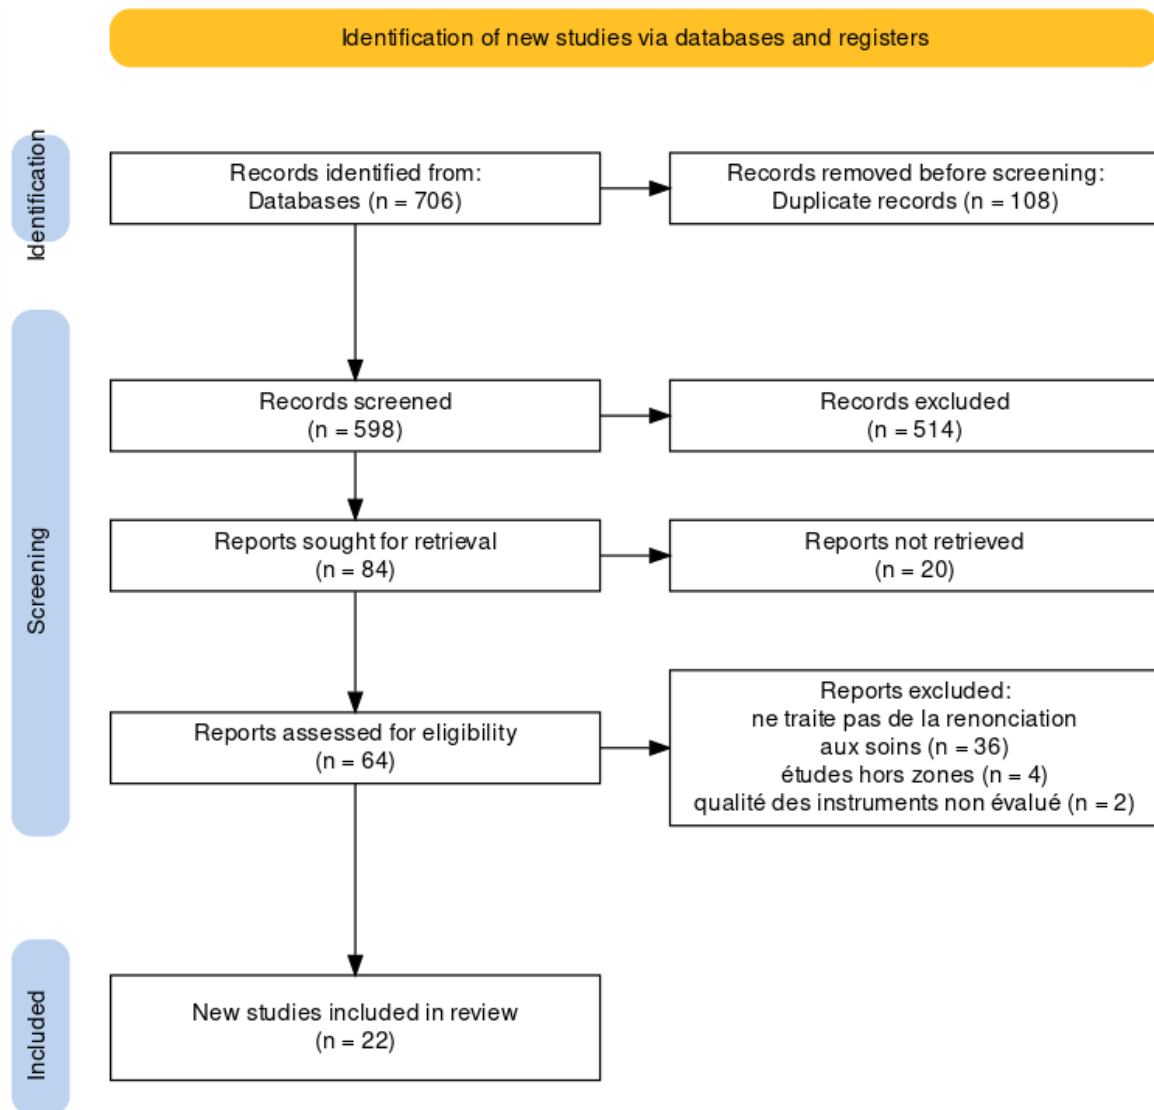 Identification of new studies via databases and registers
Identification
Records identified from:
Databases (n = 706)
Records removed before screening:
Duplicate records (n = 108)
Screening
Records screened
(n = 598)
Records excluded
(n = 514)
Reports sought for retrieval
(n = 84)
Reports not retrieved
(n = 20)
Reports assessed for eligibility
(n = 64)
Reports excluded:
ne traite pas de la renonciation
aux soins (n = 36)
études hors zones (n = 4)
qualité des instruments non évalué (n = 2)
Included
New studies included in review
(n = 22)